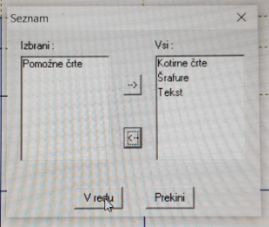 Seznam
Izbrani :
Pomožne črte
Vsi :
Kotirne črte
Šrafure
Tekst
-->
<--
V redu
Prekini